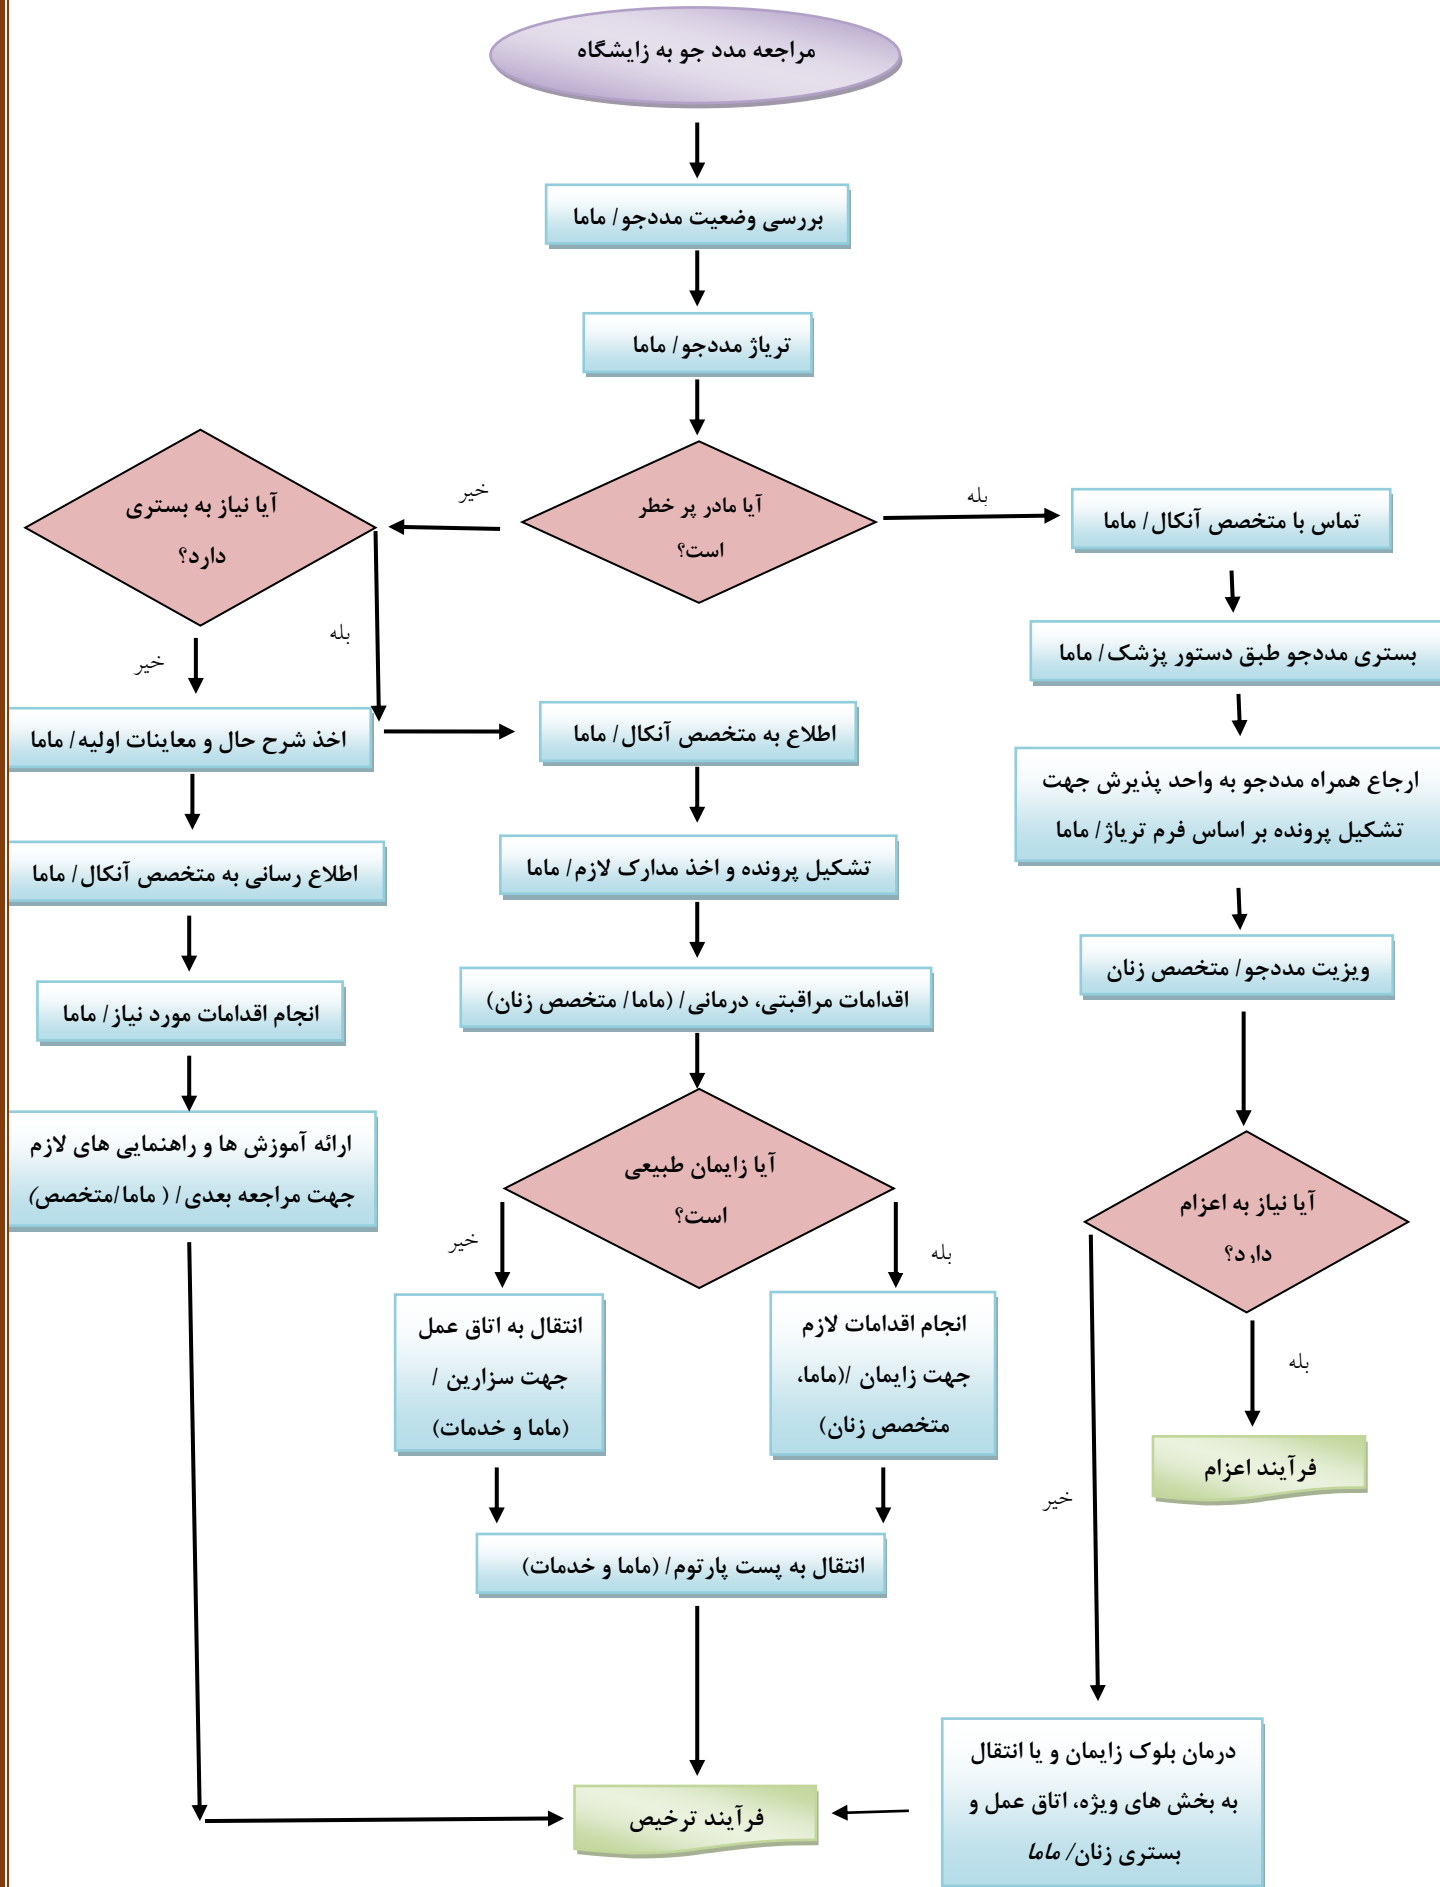 مراجعه مدد جو به زایشگاه
بررسی وضعیت مددجو/ ماما
تریاژ مددجو/ ماما
آیا مادر پر خطر
است؟
بله
خیر
تماس با متخصص آنکال/ ماما
بستری مددجو طبق دستور پزشک/ ماما
ارجاع همراه مددجو به واحد پذیرش جهت
تشکیل پرونده بر اساس فرم تریاژ/ ماما
ویزیت مددجو/ متخصص زنان
آیا نیاز به اعزام
دارد؟
بله
فرآیند اعزام
خیر
درمان بلوک زایمان و یا انتقال
به بخش های ویژه، اتاق عمل و
بستری زنان/ ماما
آیا نیاز به بستری
دارد؟
بله
خیر
اطلاع به متخصص آنکال/ ماما
تشکیل پرونده و اخذ مدارک لازم/ ماما
اقدامات مراقبتی، درمانی/ (ماما/ متخصص زنان)
آیا زایمان طبیعی
است؟
بله
خیر
انجام اقدامات لازم
جهت زایمان /(ماما،
متخصص زنان)
انتقال به اتاق عمل
جهت سزارین /
(ماما و خدمات)
انتقال به پست پارتوم/ (ماما و خدمات)
اخذ شرح حال و معاینات اولیه/ ماما
اطلاع رسانی به متخصص آنکال/ ماما
انجام اقدامات مورد نیاز/ ماما
ارائه آموزش ها و راهنمایی های لازم
جهت مراجعه بعدی/ ( ماما/متخصص)
فرآیند ترخیص